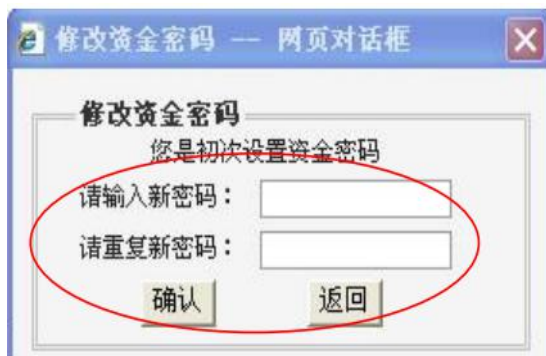 修改资金密码 -- 网页对话框
修改资金密码
您是初次设置资金密码
请输入新密码：
请重复新密码：
确认 返回